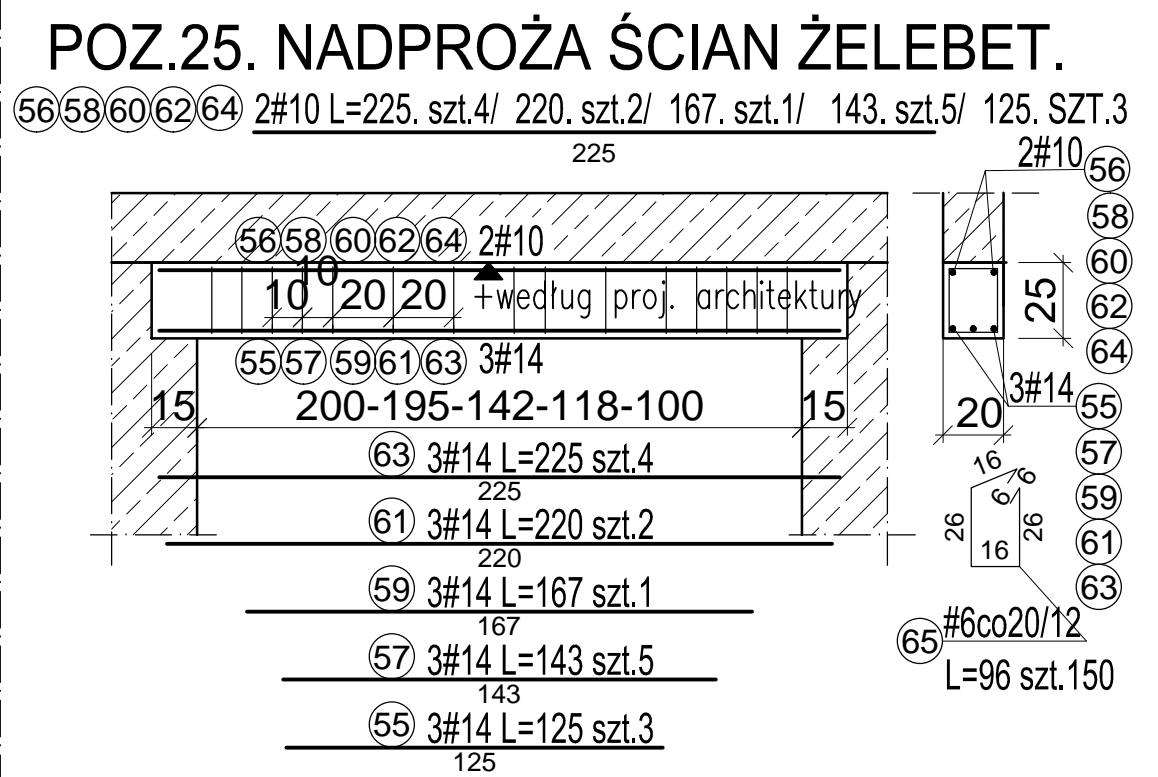 POZ.25. NADPROŻA ŚCIAN ŻELEBET.
56 58 60 62 64 2#10 L=225. szt.4/ 220. szt.2/ 167. szt.1/ 143. szt.5/ 125. SZT.3
225
2#10 56
58
60
62
64
56 58 60 62 64 2#10
10
10 20 20 +według proj. architektury
25
55 57 59 61 63 3#14
15 200-195-142-118-100 15
20
3#14 55
57
59
61
63
63 3#14 L=225 szt.4
225
61 3#14 L=220 szt.2
220
59 3#14 L=167 szt.1
167
57 3#14 L=143 szt.5
143
55 3#14 L=125 szt.3
125
16 6
6
26 16 26
65 #6co20/12
L=96 szt.150